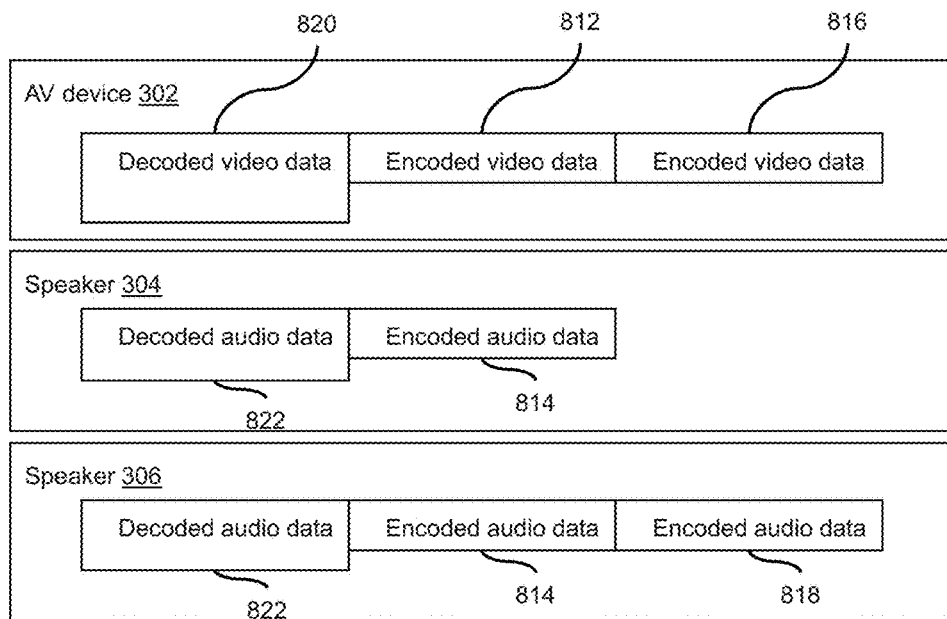 820 812 816
AV device 302
Decoded video data Encoded video data Encoded video data
Speaker 304
Decoded audio data Encoded audio data
822 814
Speaker 306
Decoded audio data Encoded audio data Encoded audio data
822 814 818